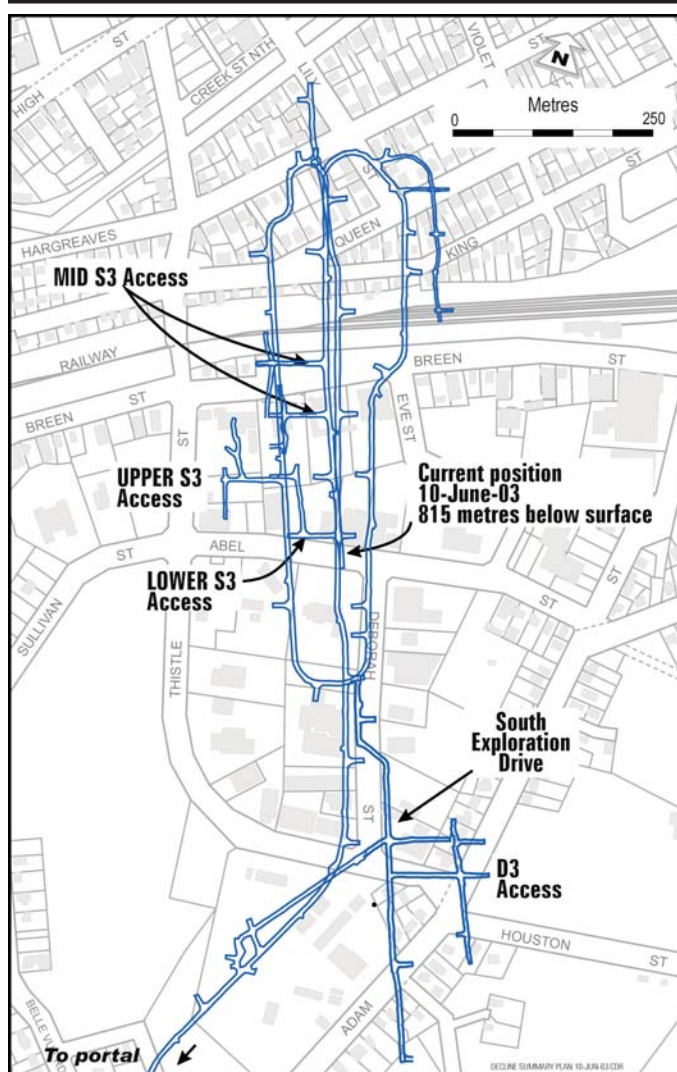 ST
CREEK ST NTH
LILY
VIOLET
ST
N
HIGH
Metres
0
250
ST
ST
QUEEN
KING
HARGREAVES
MID S3 Access
RAILWAY
BREEN
ST
BREEN
ST
ST
EVE ST
UPPER S3
Access
Current position
10-June-03
815 metres below surface
ST
ABEL
LOWER S3
Access
ST
SULLIVAN
THISTLE
DEBORAH
South
Exploration
Drive
ST
D3
Access
HOUSTON
ST
ADAM
To portal
DECLINE SUMMARY PLAN 10-JUN-03.CDR